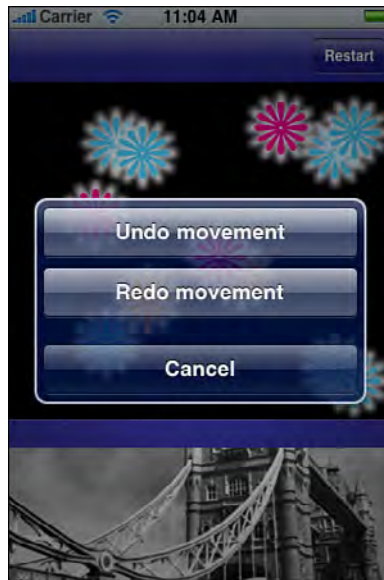 Carrier 11:04 AM
Restart
Undo movement
Redo movement
Cancel